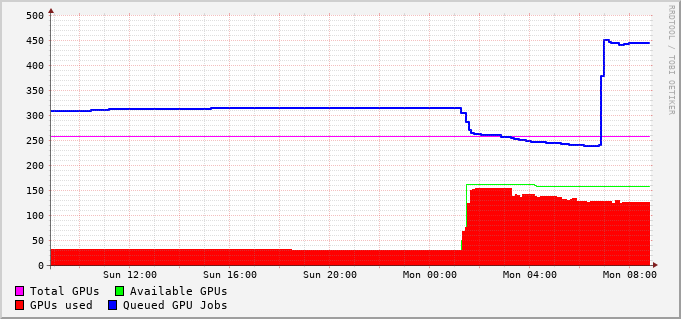 500
450
400
350
300
250
200
150
100
50
0
Sun 12:00 Sun 16:00 Sun 20:00 Mon 00:00 Mon 04:00 Mon 08:00
Total GPUs Available GPUs
GPUs used Queued GPU Jobs
RRDTOOL / TOBI OETIKER